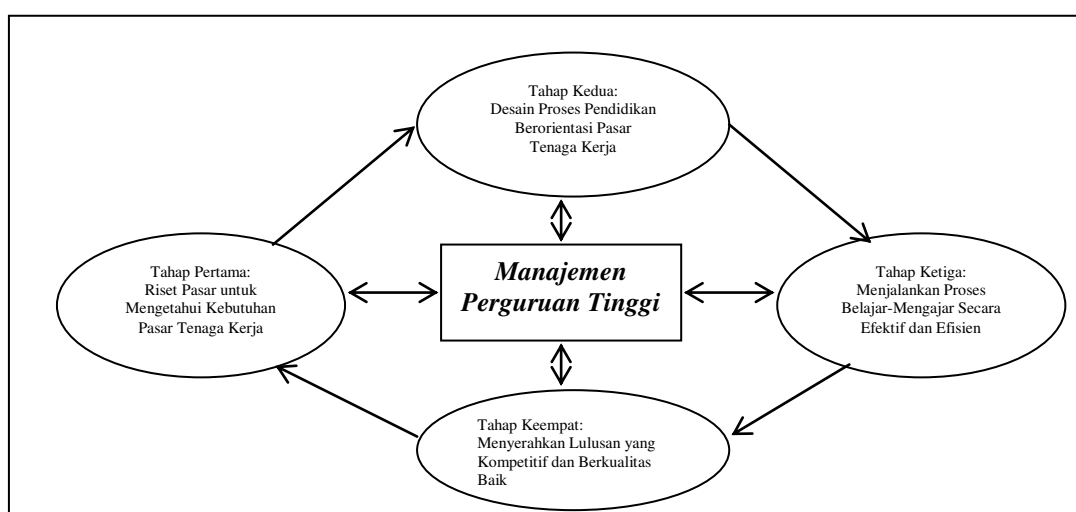 Tahap Kedua:
Desain Proses Pendidikan
Berorientasi Pasar
Tenaga Kerja
Tahap Pertama:
Riset Pasar untuk
Mengetahui Kebutuhan
Pasar Tenaga Kerja
Manajemen
Perguruan Tinggi
Tahap Ketiga:
Menjalankan Proses
Belajar-Mengajar Secara
Efektif dan Efisien
Tahap Keempat:
Menyerahkan Lulusan yang
Kompetitif dan Berkualitas
Baik